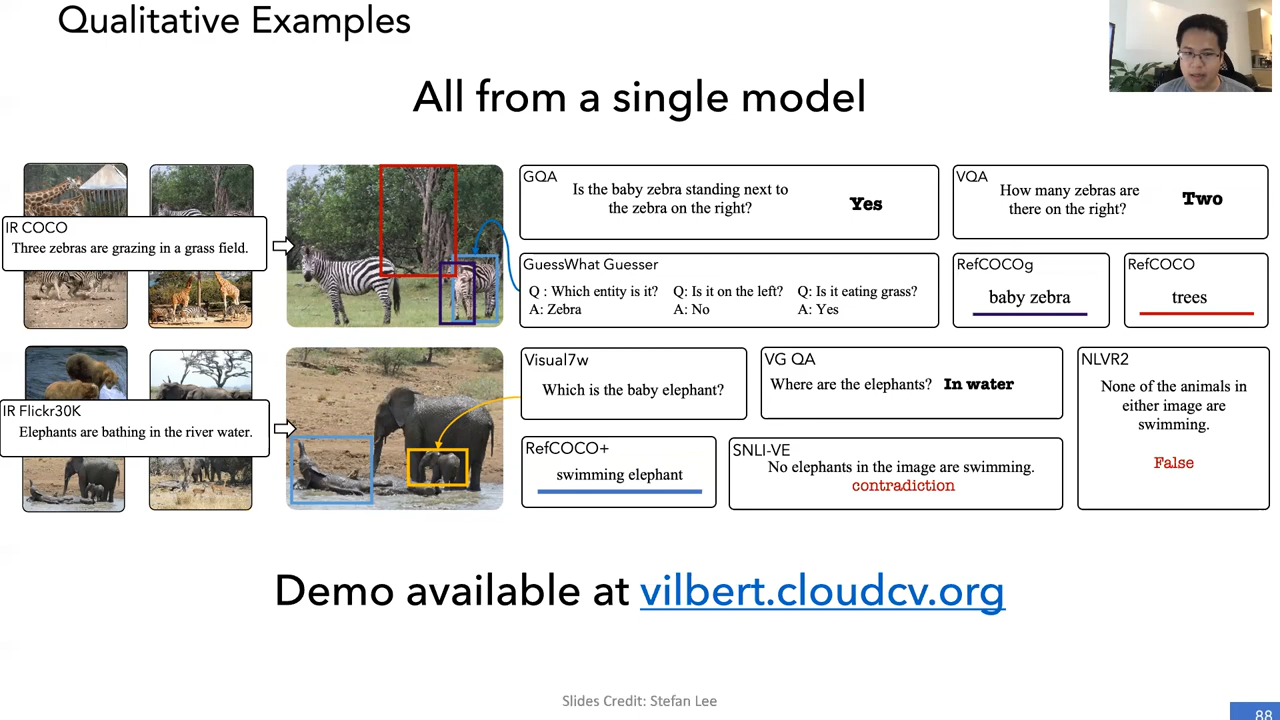 Qualitative Examples
All from a single model
IR COCO
Three zebras are grazing in a grass field.
GQA
Is the baby zebra standing next to
the zebra on the right?
Yes
VQA
How many zebras are
there on the right?
Two
GuessWhat Guesser
Q : Which entity is it?
A: Zebra
Q: Is it on the left?
A: No
Q: Is it eating grass?
A: Yes
RefCOCOg
baby zebra
RefCOCO
trees
IR Flickr30K
Elephants are bathing in the river water.
Visual7w
Which is the baby elephant?
VG QA
Where are the elephants? In water
NLVR2
None of the animals in
either image are
swimming.
False
RefCOCO+
swimming elephant
SNLI-VE
No elephants in the image are swimming.
contradiction
Demo available at vilbert.cloudcv.org
Slides Credit: Stefan Lee
88